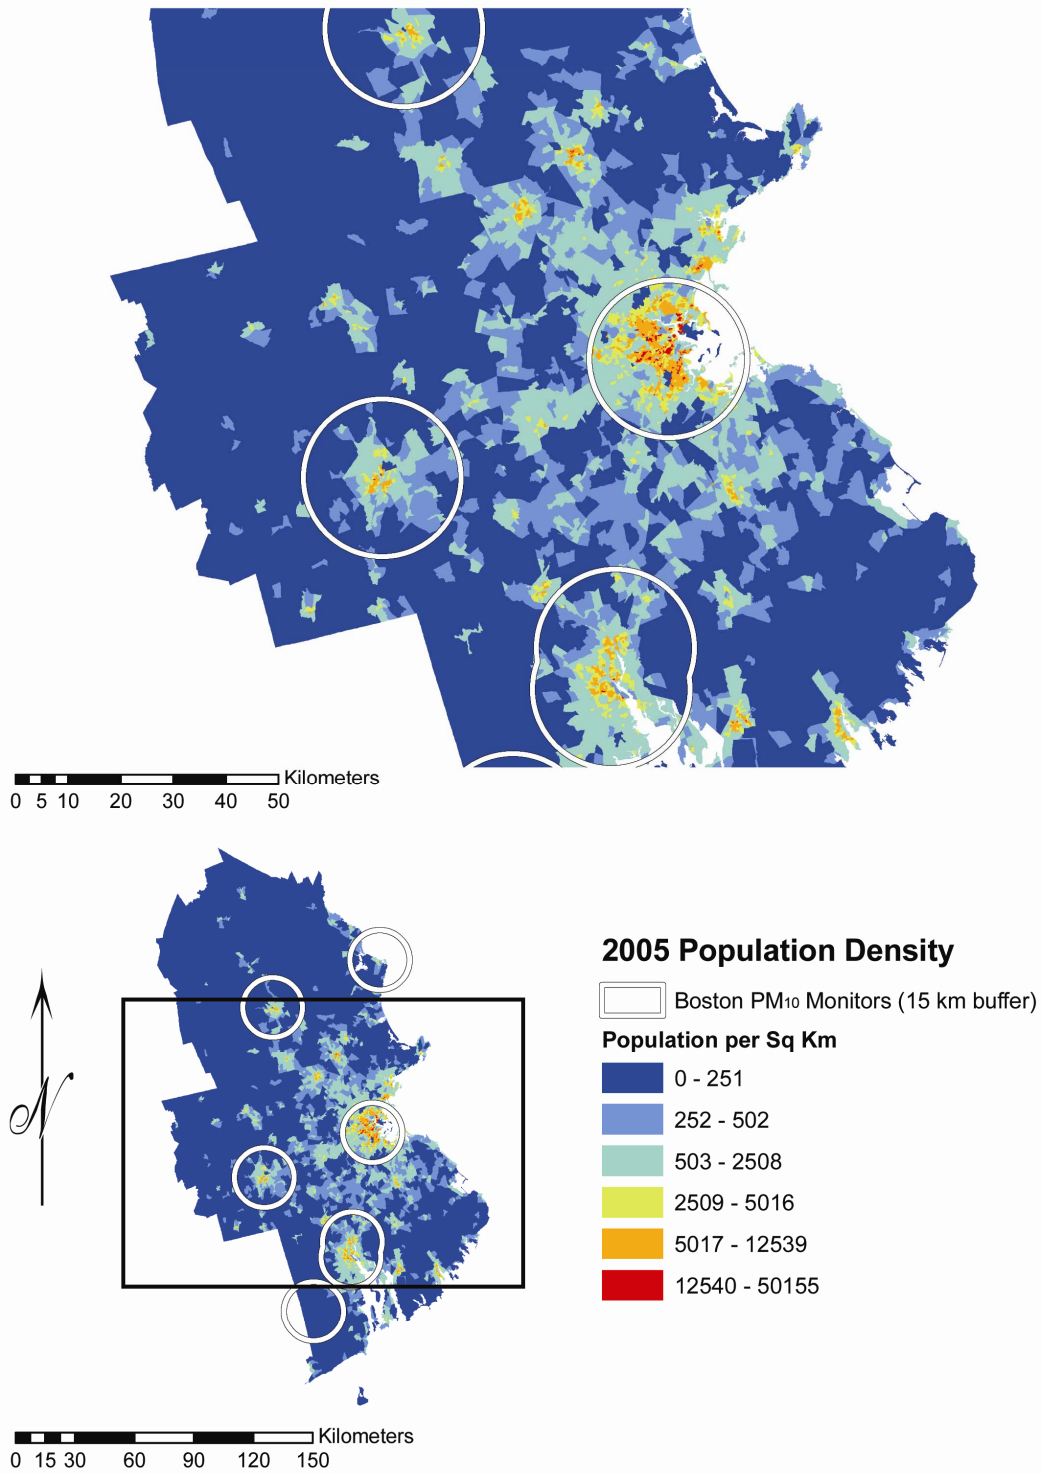 Kilometers
0 5 10 20 30 40 50
2005 Population Density
Boston PM10 Monitors (15 km buffer)
Population per Sq Km
0 - 251
252 - 502
503 - 2508
2509 - 5016
5017 - 12539
12540 - 50155
N
Kilometers
0 15 30 60 90 120 150